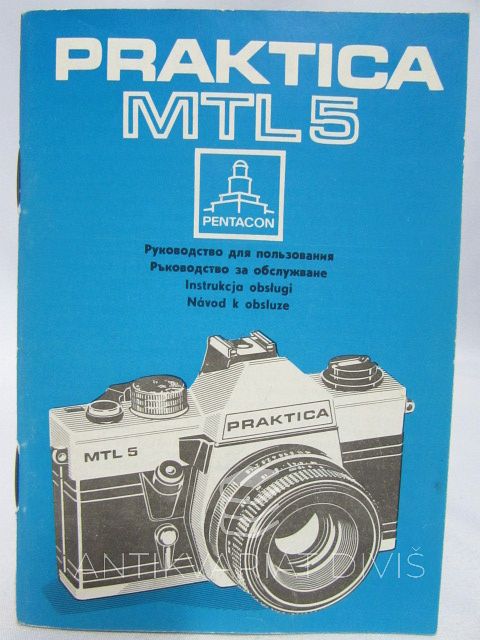 PRAKTICA
MTL5
PENTACON
Руководство для пользования
Ръководство за обслужване
Instrukcja obsługi
Návod k obsluze
PRAKTICA
MTL 5
ANTIKVARIÁT DIVIŠ